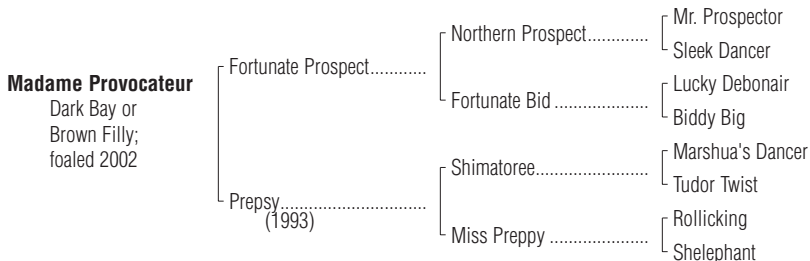 Madame Provocateur
Dark Bay or
Brown Filly;
foaled 2002
Fortunate Prospect............
Prepsy..............................
(1993)
Northern Prospect.............
Fortunate Bid ....................
Shimatoree........................
Miss Preppy .....................
Mr. Prospector
Sleek Dancer
Lucky Debonair
Biddy Big
Marshua's Dancer
Tudor Twist
Rollicking
Shelephant